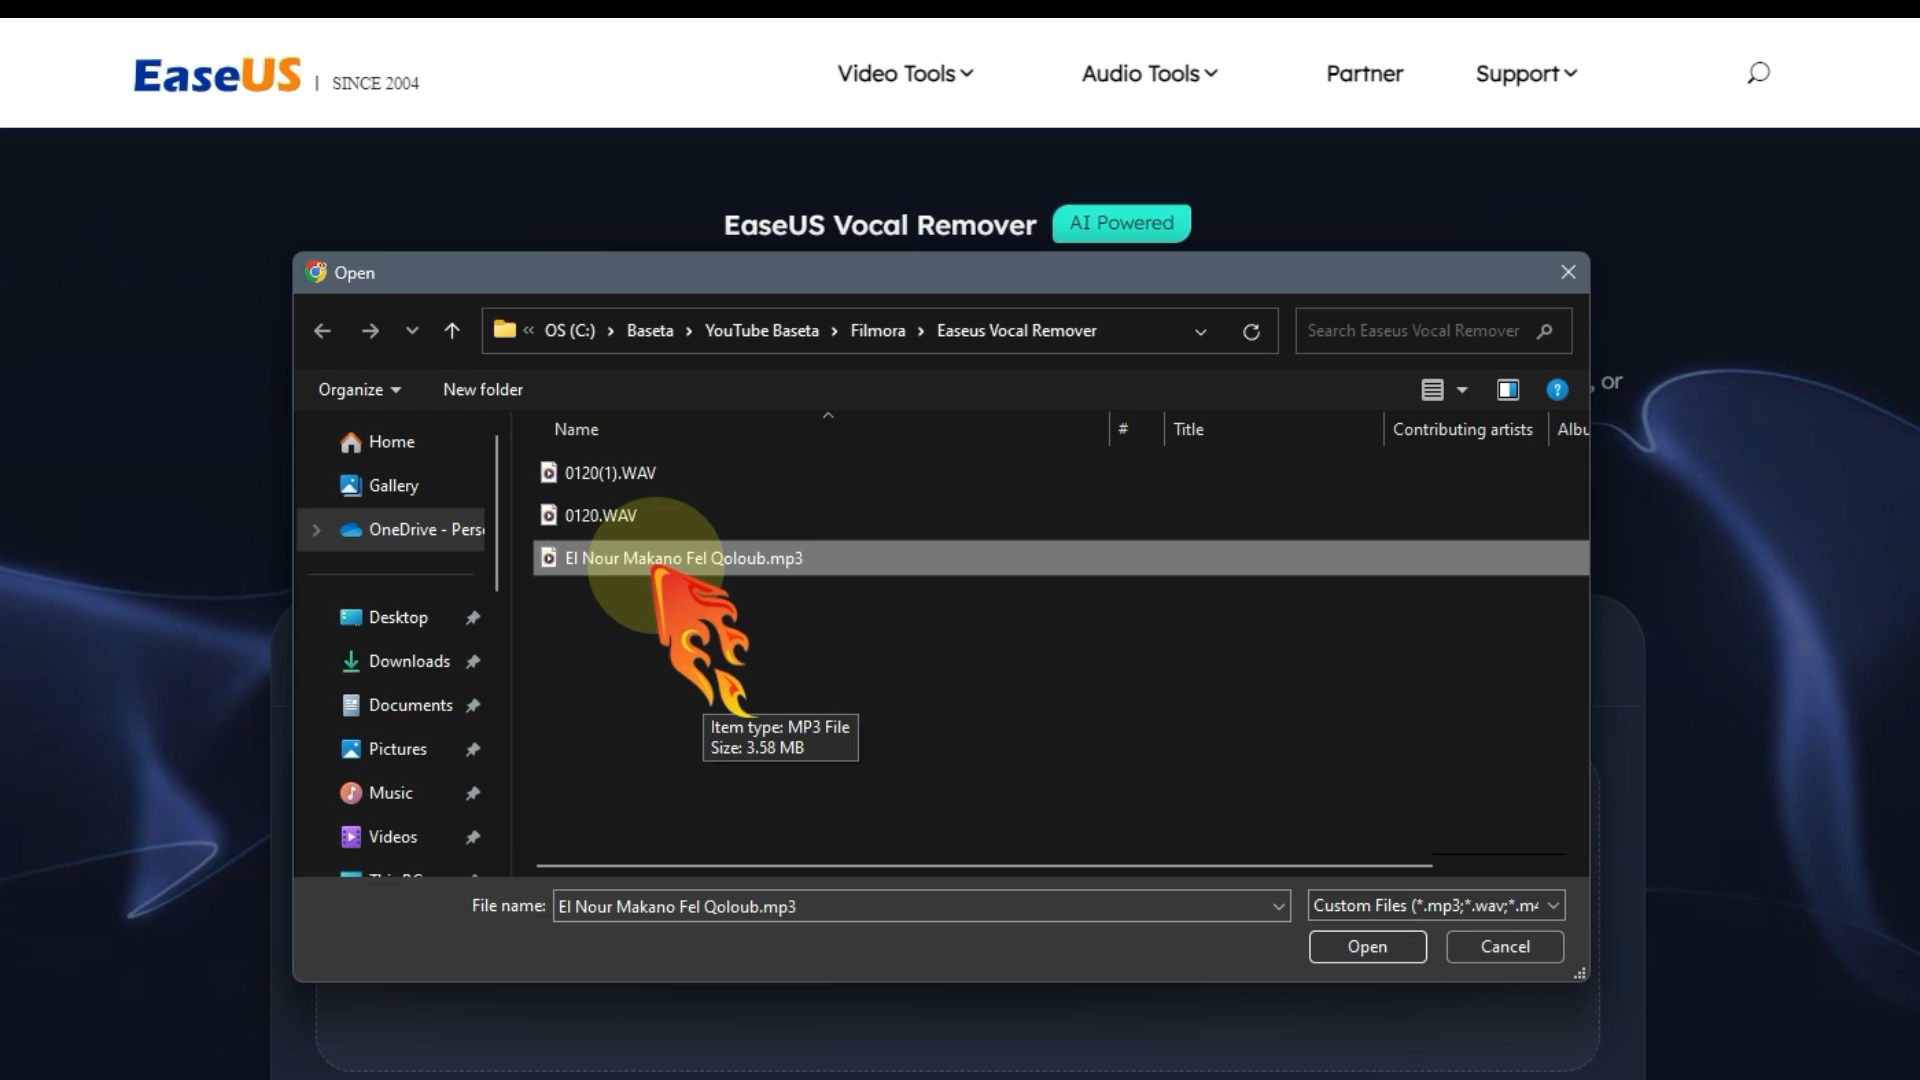 EaseUS | SINCE 2004
Video Tools
Audio Tools
Partner
Support
EaseUS Vocal Remover
AI Powered
, or
Open
« OS (C:) › Baseta › YouTube Baseta › Filmora › Easeus Vocal Remover
Search Easeus Vocal Remover
Organize
New folder
?
Home
Gallery
OneDrive - Pers
Desktop
Downloads
Documents
Pictures
Music
Videos
Name
#
Title
Contributing artists
Albu
0120(1).WAV
0120.WAV
El Nour Makano Fel Qoloub.mp3
Item type: MP3 File
Size: 3.58 MB
File name:
El Nour Makano Fel Qoloub.mp3
Custom Files (*.mp3;*.wav;*.m4
Open
Cancel